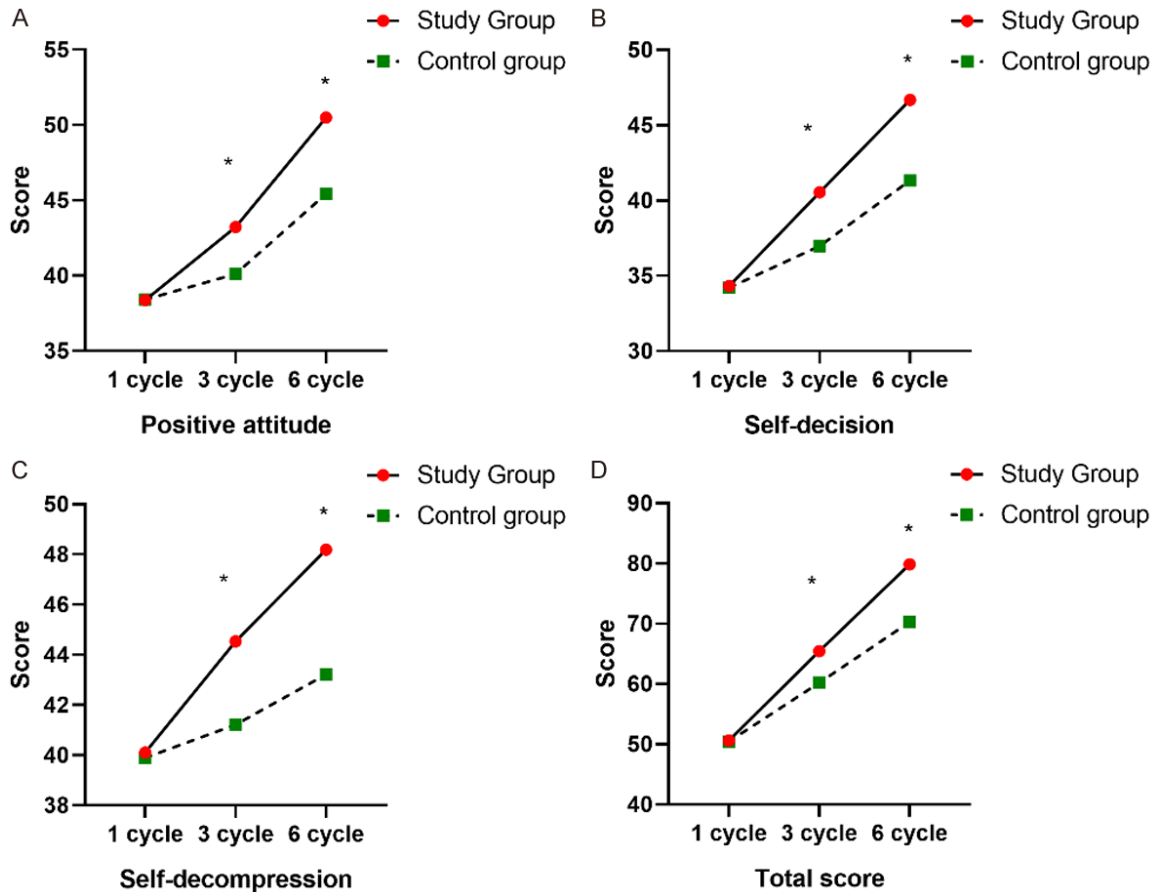 A
Study Group
Control group
*
*
Score
55
50
45
40
35
1 cycle 3 cycle 6 cycle
Positive attitude
B
Study Group
Control group
*
*
Score
50
45
40
35
30
1 cycle 3 cycle 6 cycle
Self-decision
C
Study Group
Control group
*
*
Score
50
48
46
44
42
40
38
1 cycle 3 cycle 6 cycle
Self-decompression
D
Study Group
Control group
*
*
Score
90
80
70
60
50
40
1 cycle 3 cycle 6 cycle
Total score